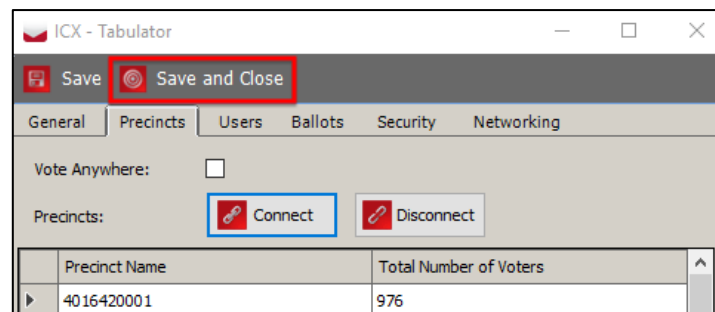 ICX - Tabulator
Save Save and Close
General Precincts Users Ballots Security Networking
Vote Anywhere:
Precincts: Connect Disconnect
Precinct Name Total Number of Voters
4016420001 976